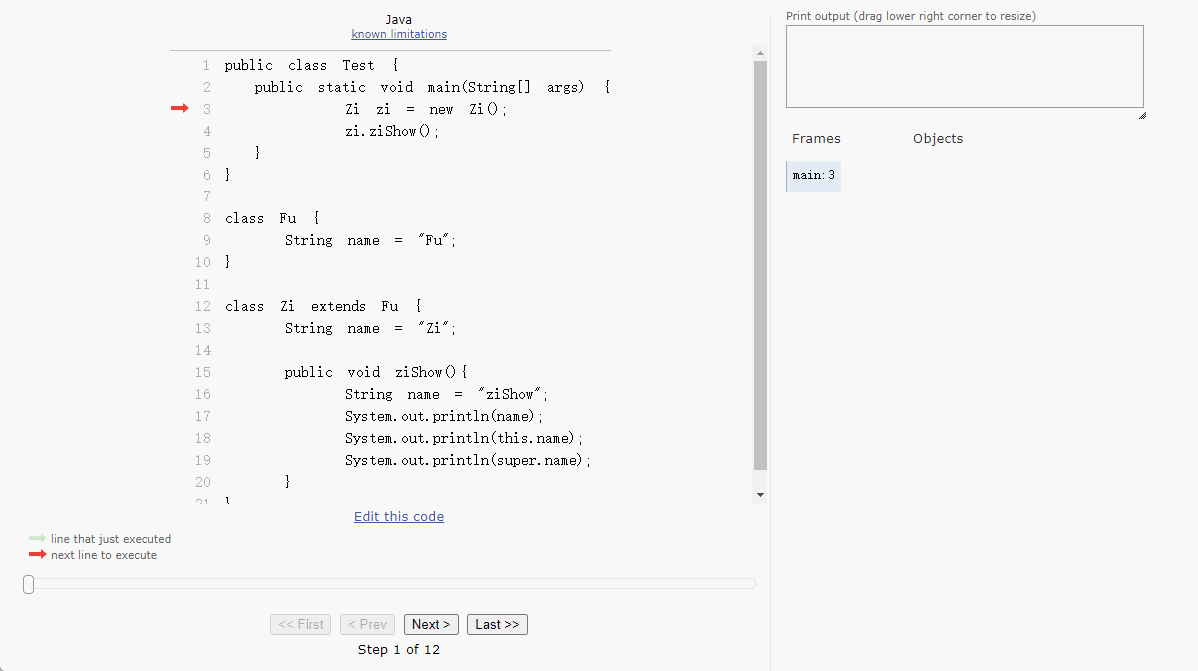 Java
known limitations
1 public class Test {
2 public static void main(String[] args) {
3 Zi zi = new Zi();
4 zi.ziShow();
5 }
6 }
7
8 class Fu {
9 String name = "Fu";
10 }
11
12 class Zi extends Fu {
13 String name = "Zi";
14
15 public void ziShow(){
16 String name = "ziShow";
17 System.out.println(name);
18 System.out.println(this.name);
19 System.out.println(super.name);
20 }
21 }
Edit this code
line that just executed
next line to execute
<< First
< Prev
Next >
Last >>
Step 1 of 12
Print output (drag lower right corner to resize)
Frames
Objects
main:3